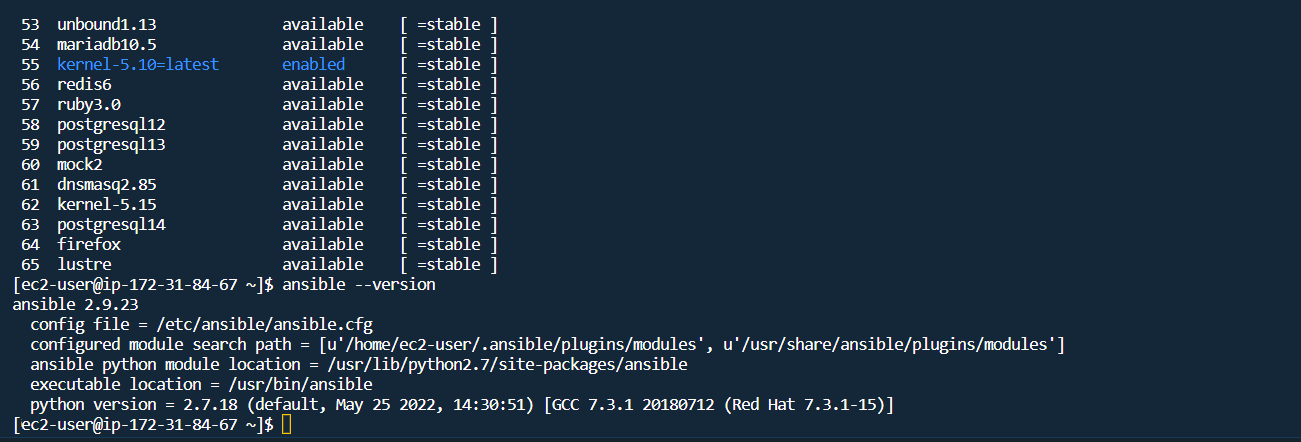 53 unbound1.13 available [ =stable ]
54 mariadb10.5 available [ =stable ]
55 kernel-5.10=latest enabled [ =stable ]
56 redis6 available [ =stable ]
57 ruby3.0 available [ =stable ]
58 postgresql12 available [ =stable ]
59 postgresql13 available [ =stable ]
60 mock2 available [ =stable ]
61 dnsmasq2.85 available [ =stable ]
62 kernel-5.15 available [ =stable ]
63 postgresql14 available [ =stable ]
64 firefox available [ =stable ]
65 lustre available [ =stable ]
[ec2-user@ip-172-31-84-67 ~]$ ansible --version
ansible 2.9.23
config file = /etc/ansible/ansible.cfg
configured module search path = [u'/home/ec2-user/.ansible/plugins/modules', u'/usr/share/ansible/plugins/modules']
ansible python module location = /usr/lib/python2.7/site-packages/ansible
executable location = /usr/bin/ansible
python version = 2.7.18 (default, May 25 2022, 14:30:51) [GCC 7.3.1 20180712 (Red Hat 7.3.1-15)]
[ec2-user@ip-172-31-84-67 ~]$